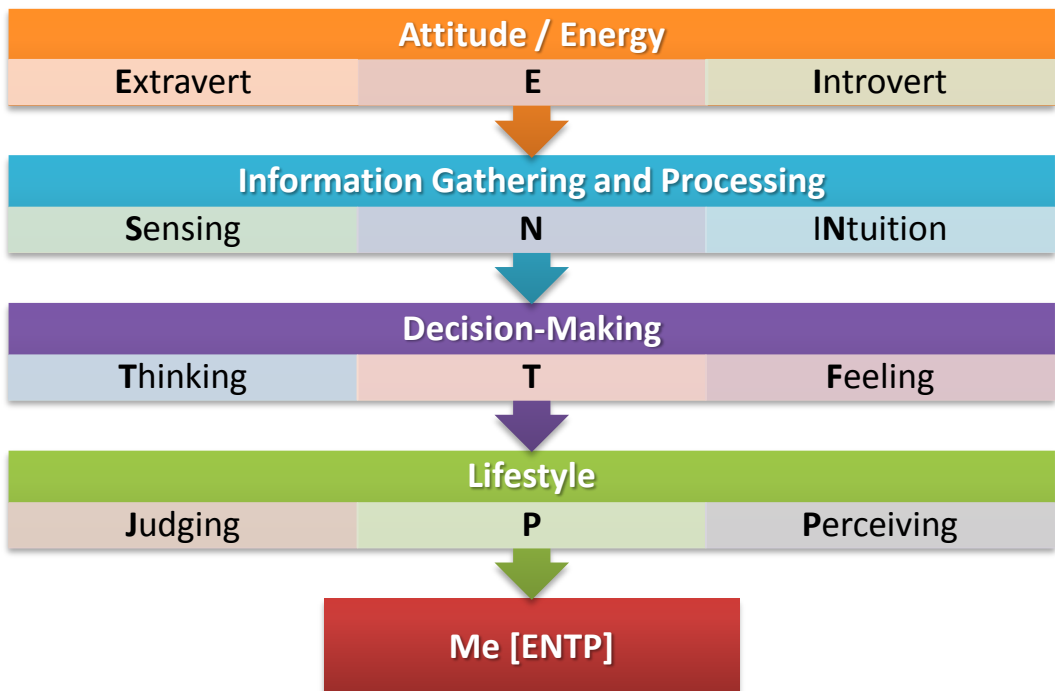 Attitude / Energy
Extravert E Introvert
Information Gathering and Processing
Sensing N INtuition
Decision-Making
Thinking T Feeling
Lifestyle
Judging P Perceiving
Me [ENTP]